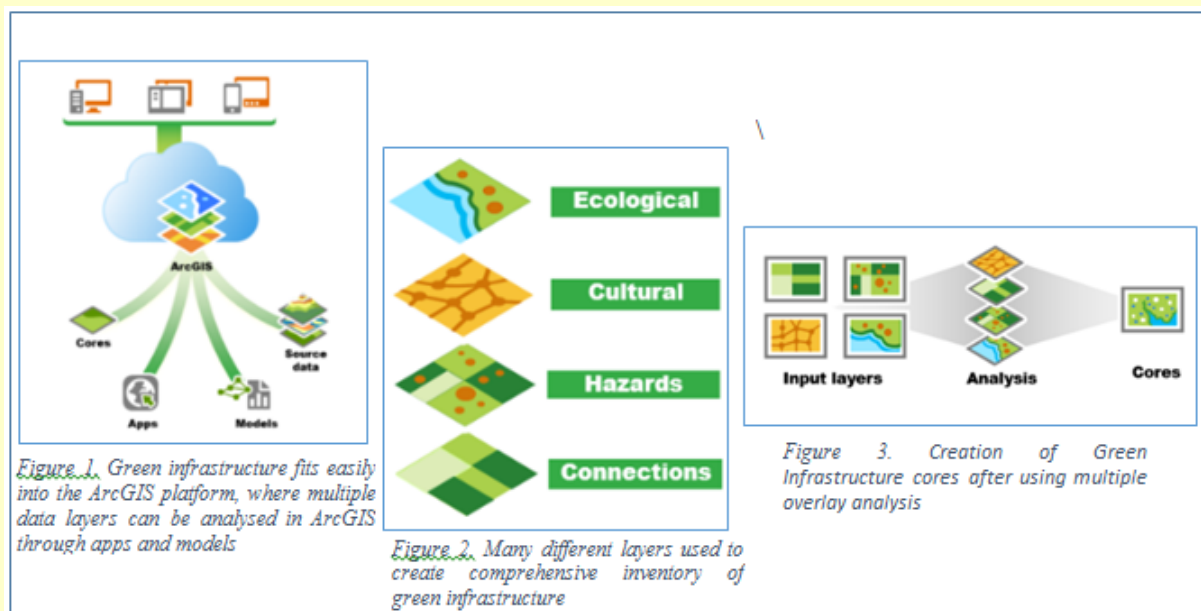 ArcGIS
Cores
Source
data
Apps
Models
Figure 1. Green infrastructure fits easily
into the ArcGIS platform, where multiple
data layers can be analysed in ArcGIS
through apps and models
Ecological
Cultural
Hazards
Connections
Figure 2. Many different layers used to
create comprehensive inventory of
green infrastructure
\
Input layers
Analysis
Cores
Figure 3. Creation of Green
Infrastructure cores after using multiple
overlay analysis